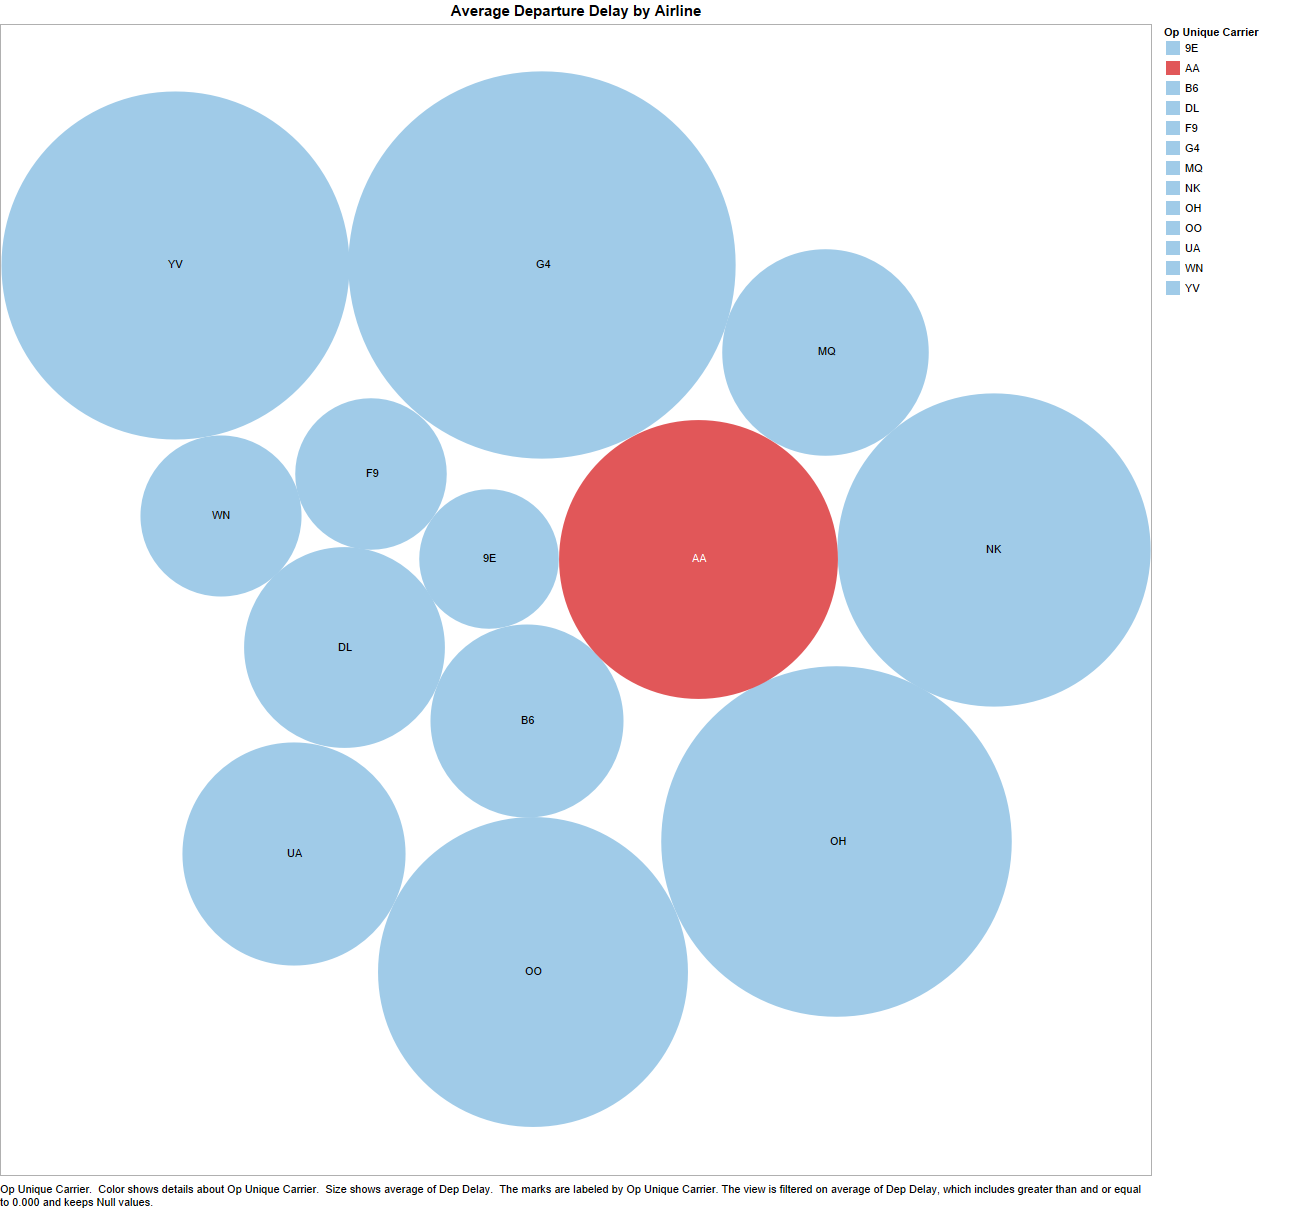 Average Departure Delay by Airline
Op Unique Carrier
9E
AA
B6
DL
F9
G4
MQ
NK
OH
OO
UA
WN
YV
YV
G4
MQ
F9
WN
9E
AA
NK
DL
B6
OH
UA
OO
Op Unique Carrier.  Color shows details about Op Unique Carrier.  Size shows average of Dep Delay.  The marks are labeled by Op Unique Carrier. The view is filtered on average of Dep Delay, which includes greater than and or equal
to 0.000 and keeps Null values.